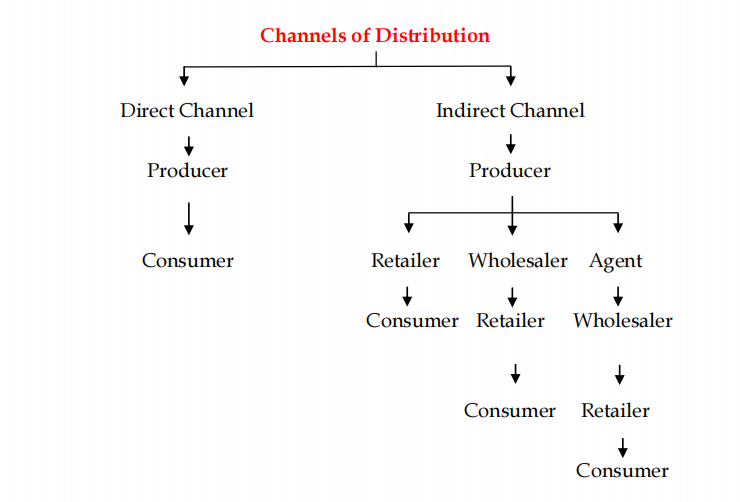 Channels of Distribution
Direct Channel Indirect Channel
Producer Producer
Consumer Retailer Wholesaler Agent
Consumer Retailer Wholesaler
Consumer Retailer
Consumer